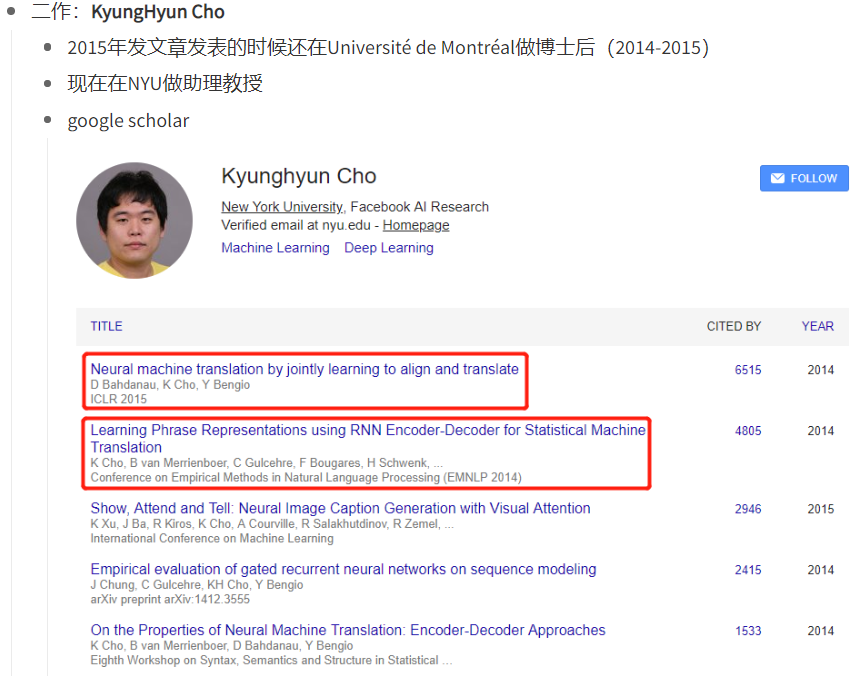 二作：KyungHyun Cho
2015年发文章发表的时候还在Université de Montréal做博士后（2014-2015）
现在在NYU做助理教授
google scholar
Kyunghyun Cho
FOLLOW
New York University, Facebook AI Research
Verified email at nyu.edu - Homepage
Machine Learning Deep Learning
TITLE CITED BY YEAR
Neural machine translation by jointly learning to align and translate 6515 2014
D Bahdanau, K Cho, Y Bengio
ICLR 2015
Learning Phrase Representations using RNN Encoder-Decoder for Statistical Machine 4805 2014
Translation
K Cho, B van Merrienboer, C Gulcehre, F Bougares, H Schwenk, ...
Conference on Empirical Methods in Natural Language Processing (EMNLP 2014)
Show, Attend and Tell: Neural Image Caption Generation with Visual Attention 2946 2015
K Xu, J Ba, R Kiros, K Cho, A Courville, R Salakhutdinov, R Zemel, ...
International Conference on Machine Learning
Empirical evaluation of gated recurrent neural networks on sequence modeling 2415 2014
J Chung, C Gulcehre, KH Cho, Y Bengio
arXiv preprint arXiv:1412.3555
On the Properties of Neural Machine Translation: Encoder-Decoder Approaches 1533 2014
K Cho, B van Merrienboer, D Bahdanau, Y Bengio
Eighth Workshop on Syntax, Semantics and Structure in Statistical ...